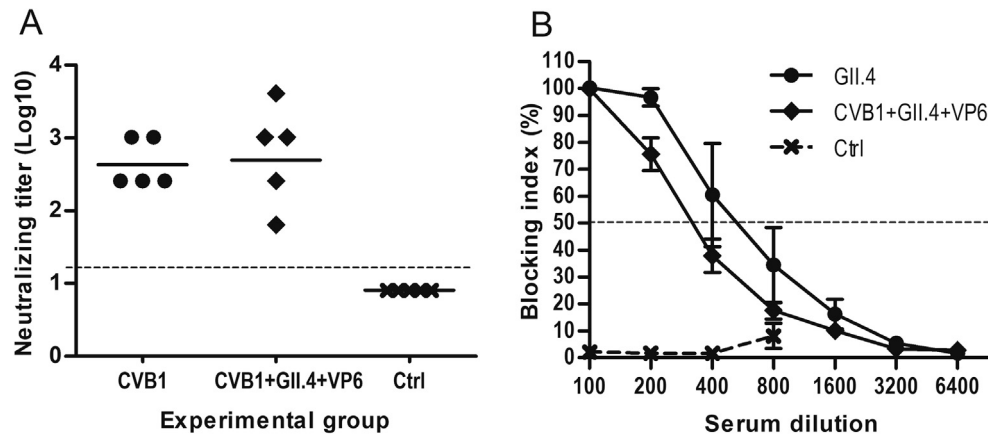 A
Neutralizing titer (Log10)
4
3
2
1
0
CVB1
CVB1+GII.4+VP6
Ctrl
Experimental group
B
Blocking index (%)
110
100
90
80
70
60
50
40
30
20
10
0
100
200
400
800
1600
3200
6400
Serum dilution
GII.4
CVB1+GII.4+VP6
Ctrl